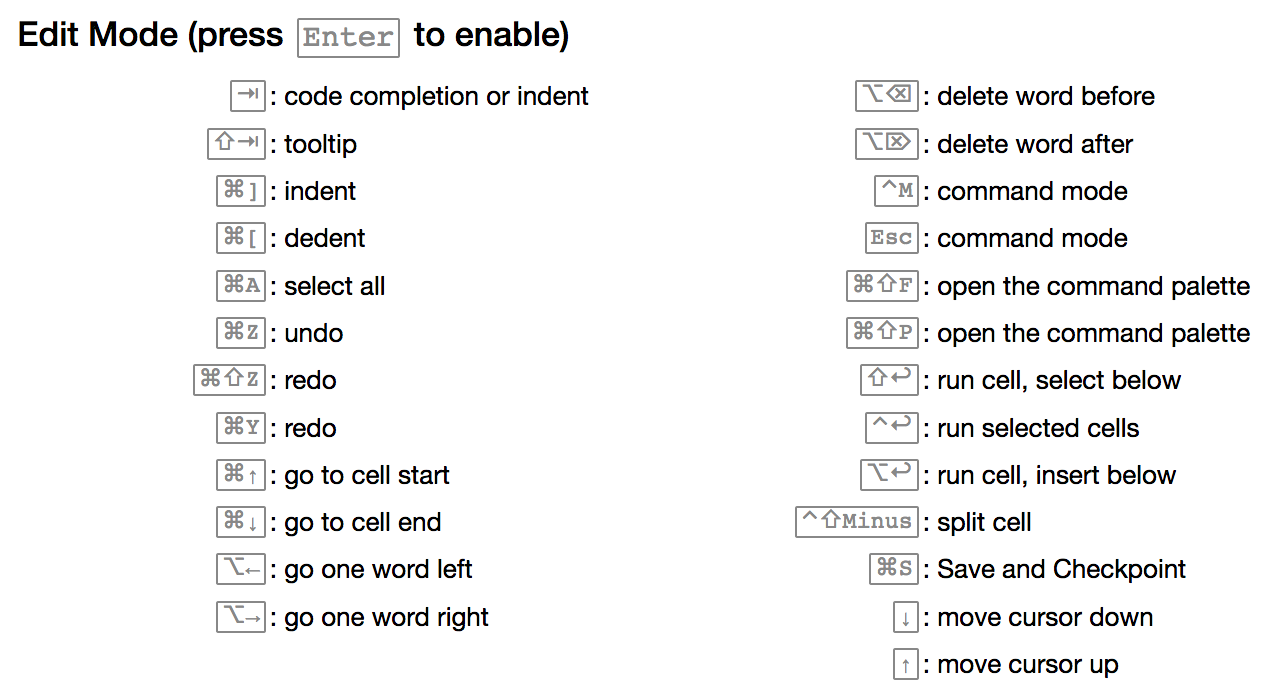 Edit Mode (press Enter to enable)
⇥ : code completion or indent
⇧⇥ : tooltip
⌘] : indent
⌘[ : dedent
⌘A : select all
⌘Z : undo
⌘⇧Z : redo
⌘Y : redo
⌘↑ : go to cell start
⌘↓ : go to cell end
⌥← : go one word left
⌥→ : go one word right
⌥⌫ : delete word before
⌥⌦ : delete word after
⌃M : command mode
Esc : command mode
⌘⇧F : open the command palette
⌘⇧P : open the command palette
⇧↩ : run cell, select below
⌃↩ : run selected cells
⌥↩ : run cell, insert below
⌃⇧Minus : split cell
⌘S : Save and Checkpoint
↓ : move cursor down
↑ : move cursor up